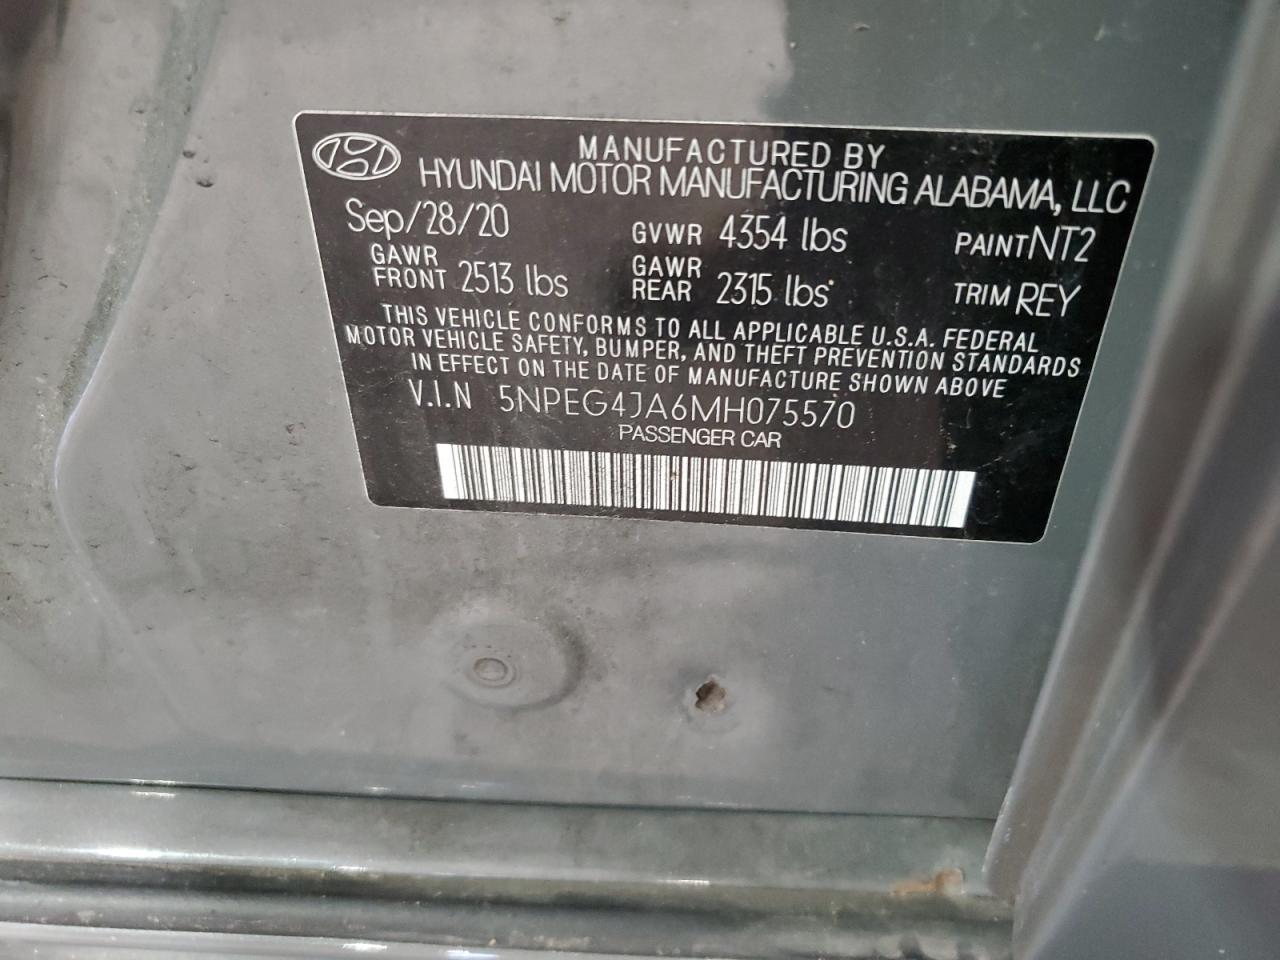 MANUFACTURED BY
HYUNDAI MOTOR MANUFACTURING ALABAMA, LLC
Sep/28/20 GVWR 4354 lbs PAINT NT2
GAWR FRONT 2513 lbs GAWR REAR 2315 lbs TRIM REY
THIS VEHICLE CONFORMS TO ALL APPLICABLE U.S.A. FEDERAL
MOTOR VEHICLE SAFETY, BUMPER, AND THEFT PREVENTION STANDARDS
IN EFFECT ON THE DATE OF MANUFACTURE SHOWN ABOVE
V.I.N 5NPEG4JA6MH075570
PASSENGER CAR